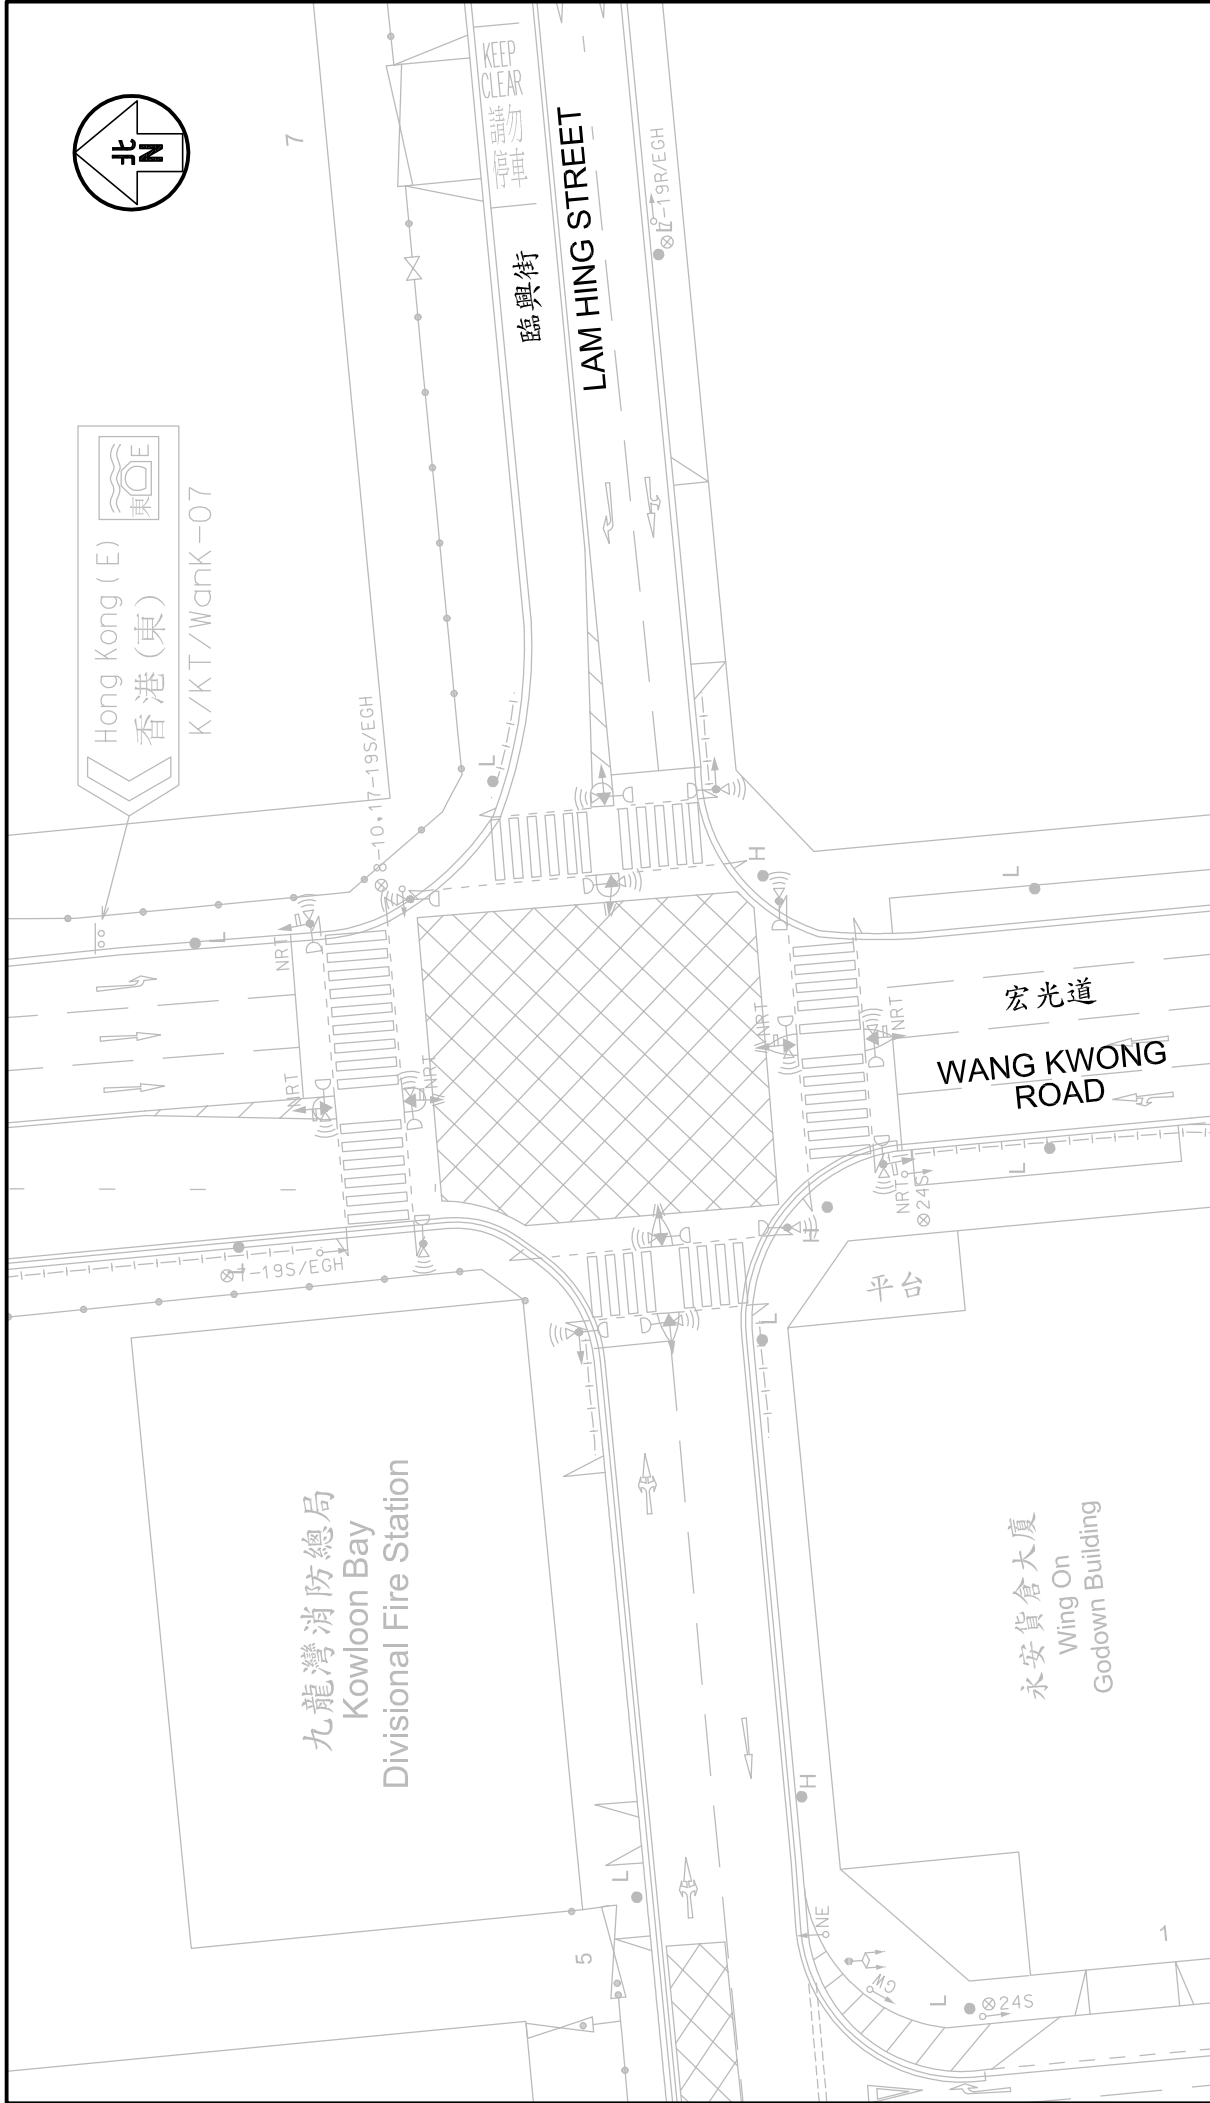 北
N
7
KEEP
CLEAR
請勿
停車
臨興街
LAM HING STREET
Hong Kong (E)
香港 (東)
東
E
K/KT/WanK-07
L
NRT
L
H
L
NRT
NRT
NRT
NRT
宏光道
WANG KWONG
ROAD
L
NRT
24S
H
L
平台
九龍灣消防總局
Kowloon Bay
Divisional Fire Station
永安貨倉大廈
Wing On
Godown Building
H
L
5
NE
GW
L
24S
1